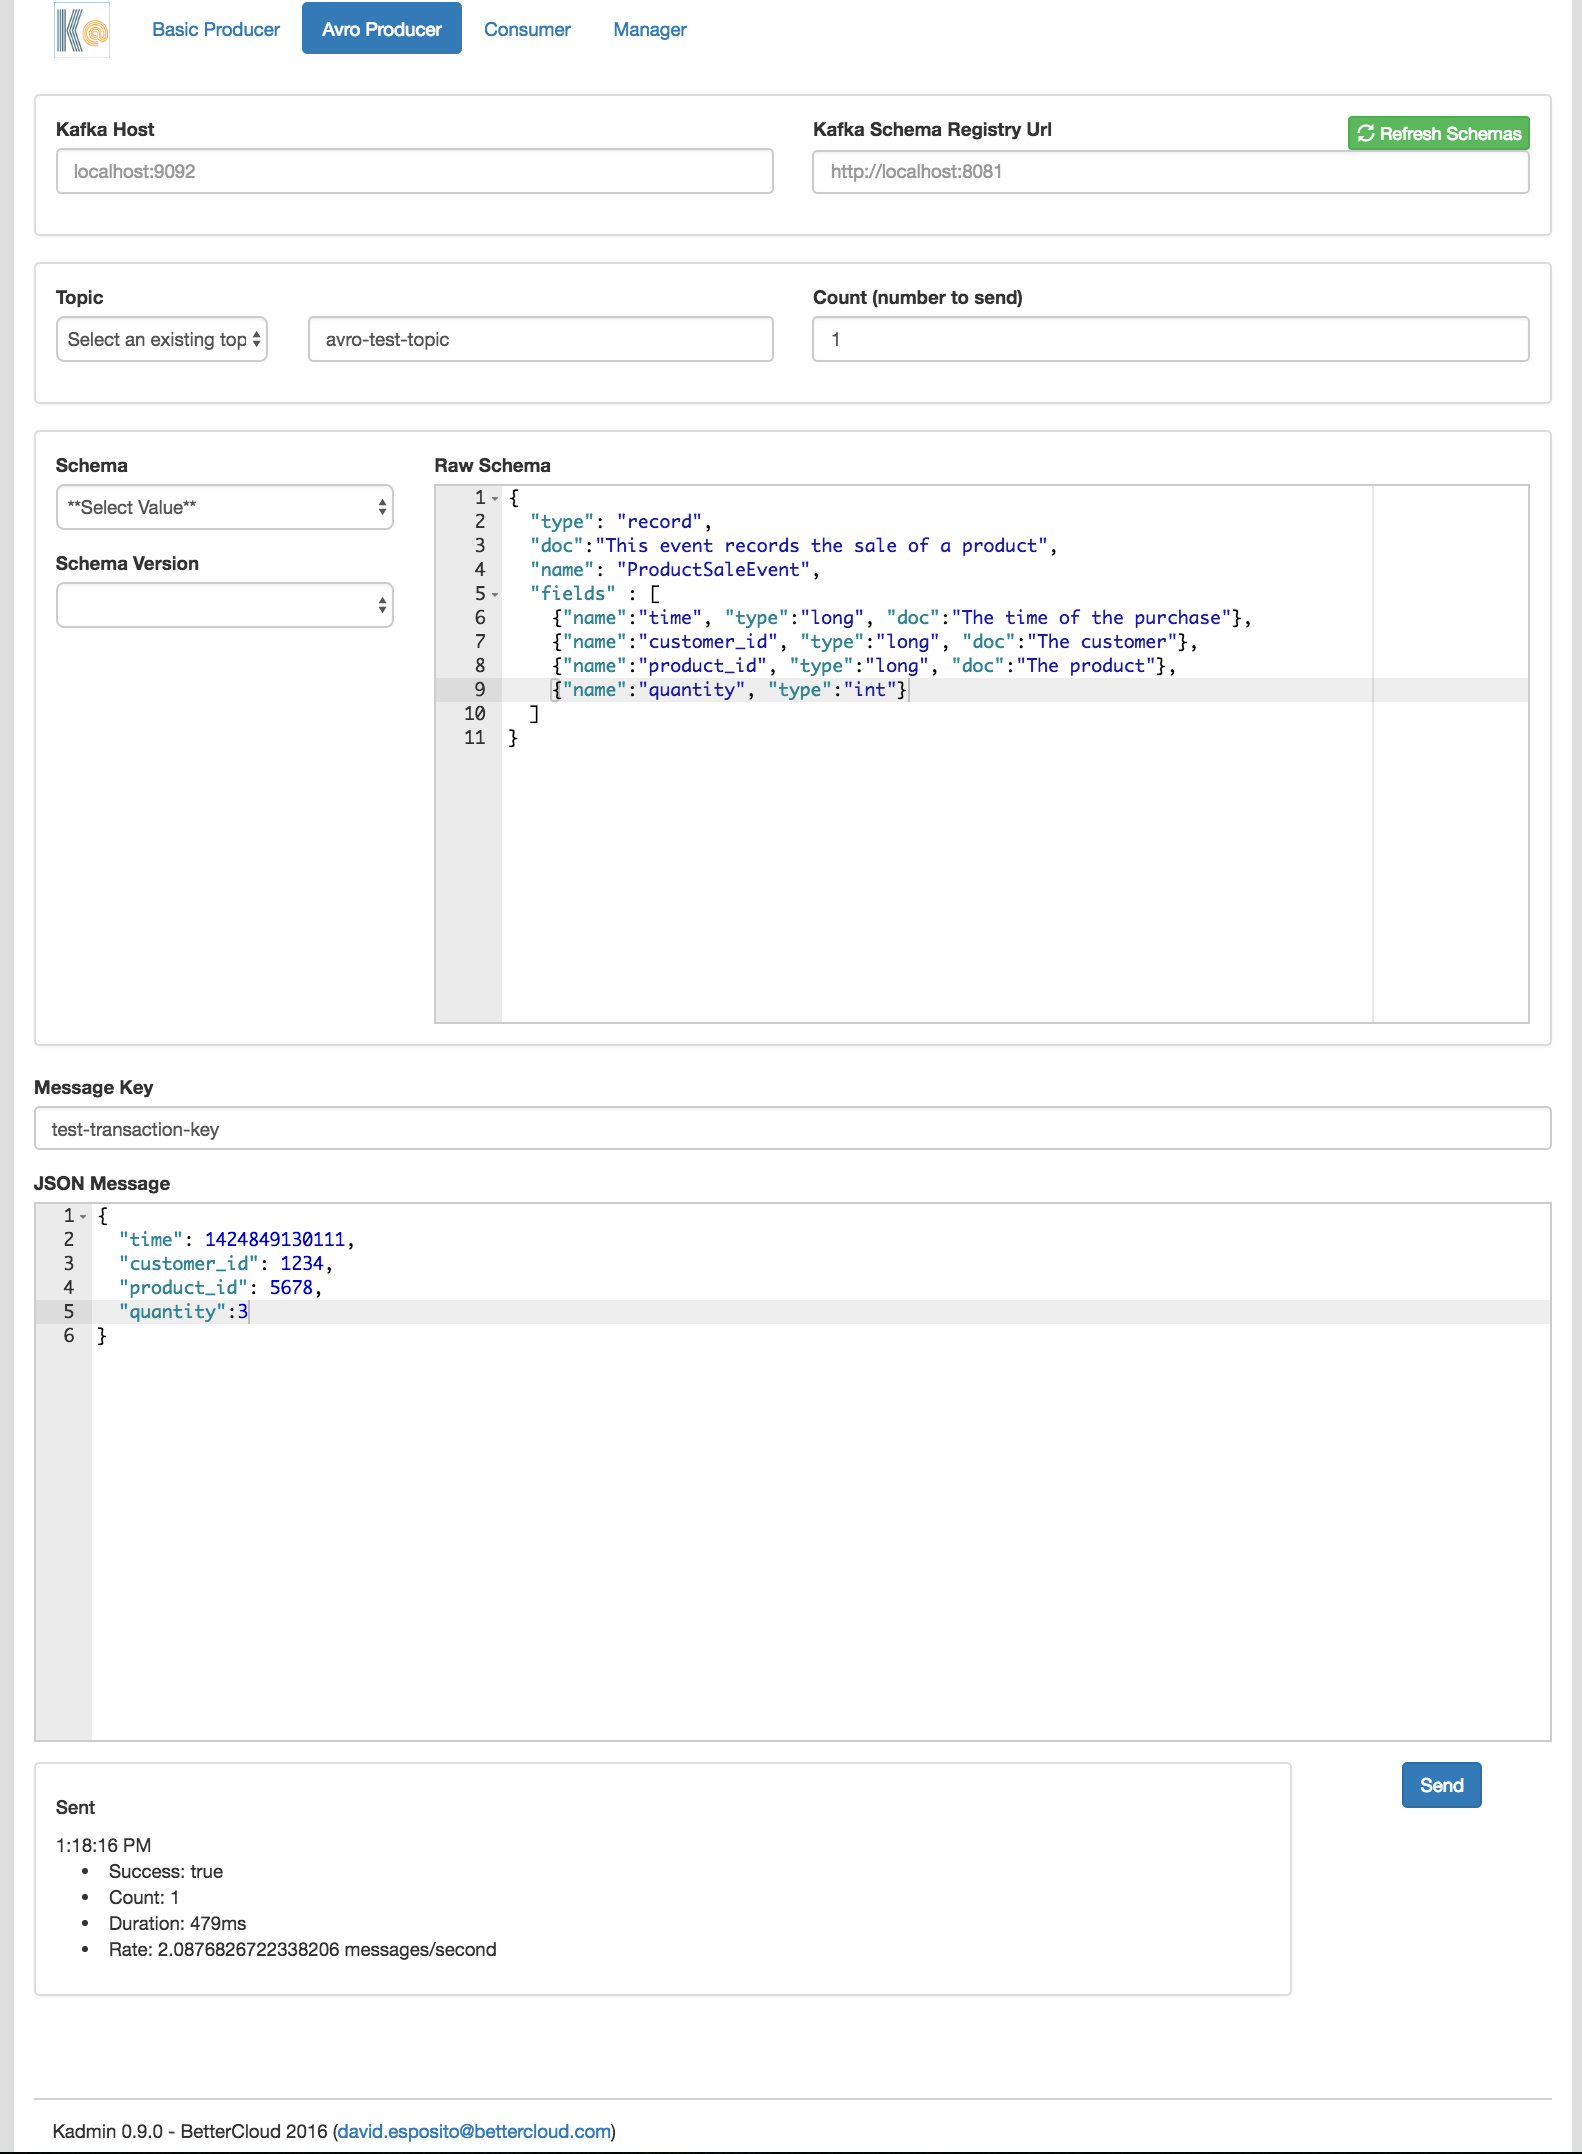 K@ Basic Producer Avro Producer Consumer Manager
Kafka Host
localhost:9092
Kafka Schema Registry Url
Refresh Schemas
http://localhost:8081
Topic
Select an existing top
avro-test-topic
Count (number to send)
1
Schema
**Select Value**
Schema Version
Raw Schema
1 {
2   "type": "record",
3   "doc":"This event records the sale of a product",
4   "name": "ProductSaleEvent",
5   "fields" : [
6     {"name":"time", "type":"long", "doc":"The time of the purchase"},
7     {"name":"customer_id", "type":"long", "doc":"The customer"},
8     {"name":"product_id", "type":"long", "doc":"The product"},
9     {"name":"quantity", "type":"int"}
10   ]
11 }
Message Key
test-transaction-key
JSON Message
1 {
2   "time": 1424849130111,
3   "customer_id": 1234,
4   "product_id": 5678,
5   "quantity":3
6 }
Send
Sent
1:18:16 PM
• Success: true
• Count: 1
• Duration: 479ms
• Rate: 2.0876826722338206 messages/second
Kadmin 0.9.0 - BetterCloud 2016 (david.esposito@bettercloud.com)